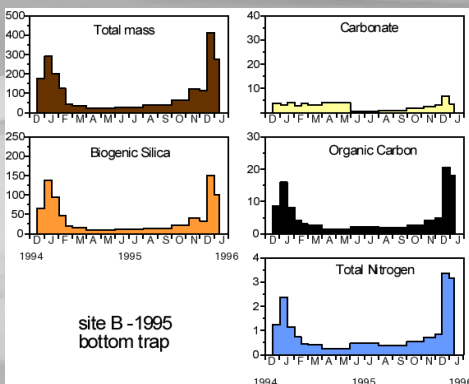 Total mass
500
400
300
200
100
0
D J F M A M J J A S O N D J
Carbonate
40
30
20
10
0
D J F M A M J J A S O N D J
Biogenic Silica
250
200
150
100
50
0
D J F M A M J J A S O N D J
1994 1995 1996
Organic Carbon
30
20
10
0
D J F M A M J J A S O N D J
Total Nitrogen
4
3
2
1
0
D J F M A M J J A S O N D J
1994 1995 1996
site B -1995
bottom trap